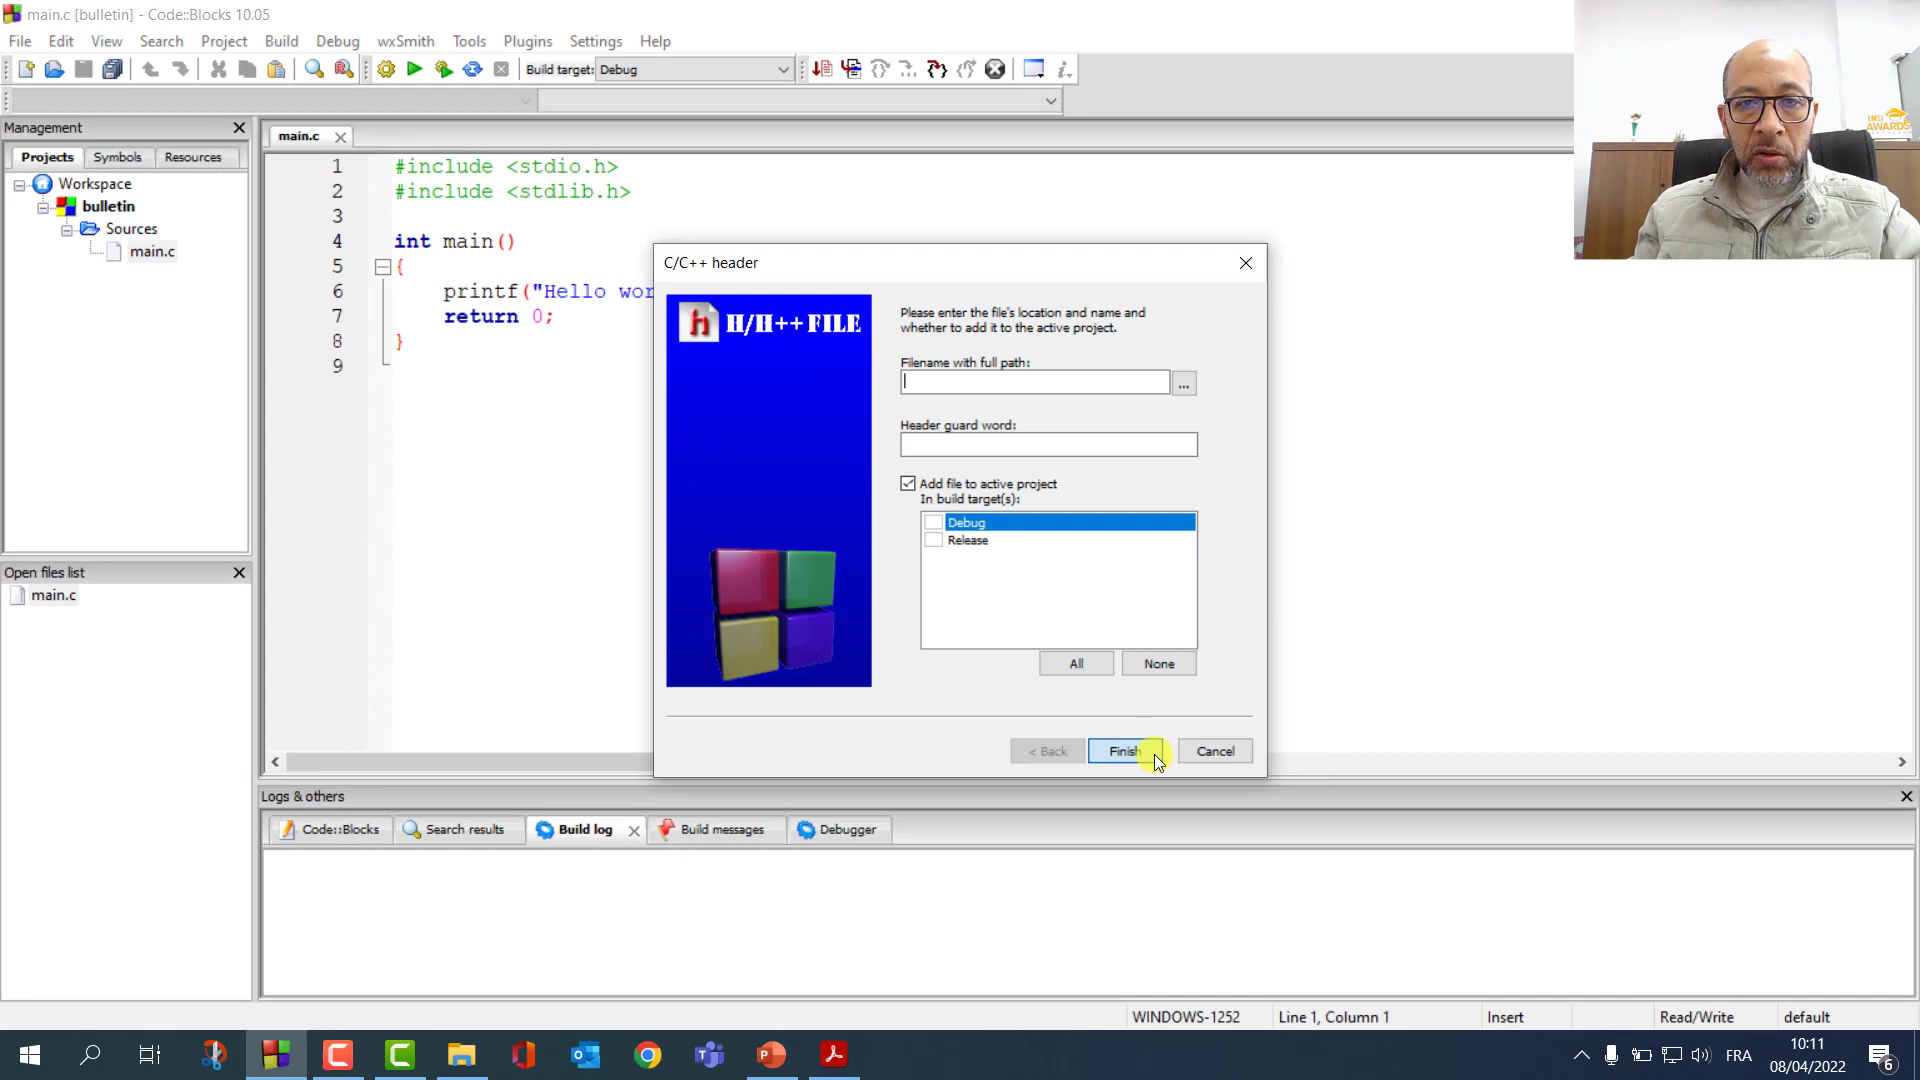 main.c [bulletin] - Code::Blocks 10.05
File Edit View Search Project Build Debug wxSmith Tools Plugins Settings Help
Build target: Debug
Management
Projects Symbols Resources
Workspace
bulletin
Sources
main.c
Open files list
main.c
main.c
1 #include <stdio.h>
2 #include <stdlib.h>
3
4 int main()
5 {
6 printf("Hello wor
7 return 0;
8 }
9
C/C++ header
H/H++ FILE
Please enter the file's location and name and
whether to add it to the active project.
Filename with full path:
...
Header guard word:
Add file to active project
In build target(s):
Debug
Release
All None
< Back Finish Cancel
AWARDS
Logs & others
Code::Blocks Search results Build log Build messages Debugger
WINDOWS-1252 Line 1, Column 1 Insert Read/Write default
FRA
10:11
08/04/2022
6